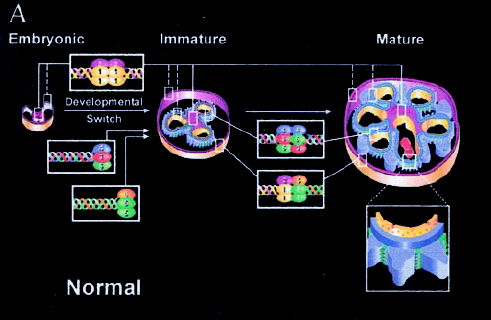 A
Embryonic
Immature
Mature
Developmental
Switch
Normal